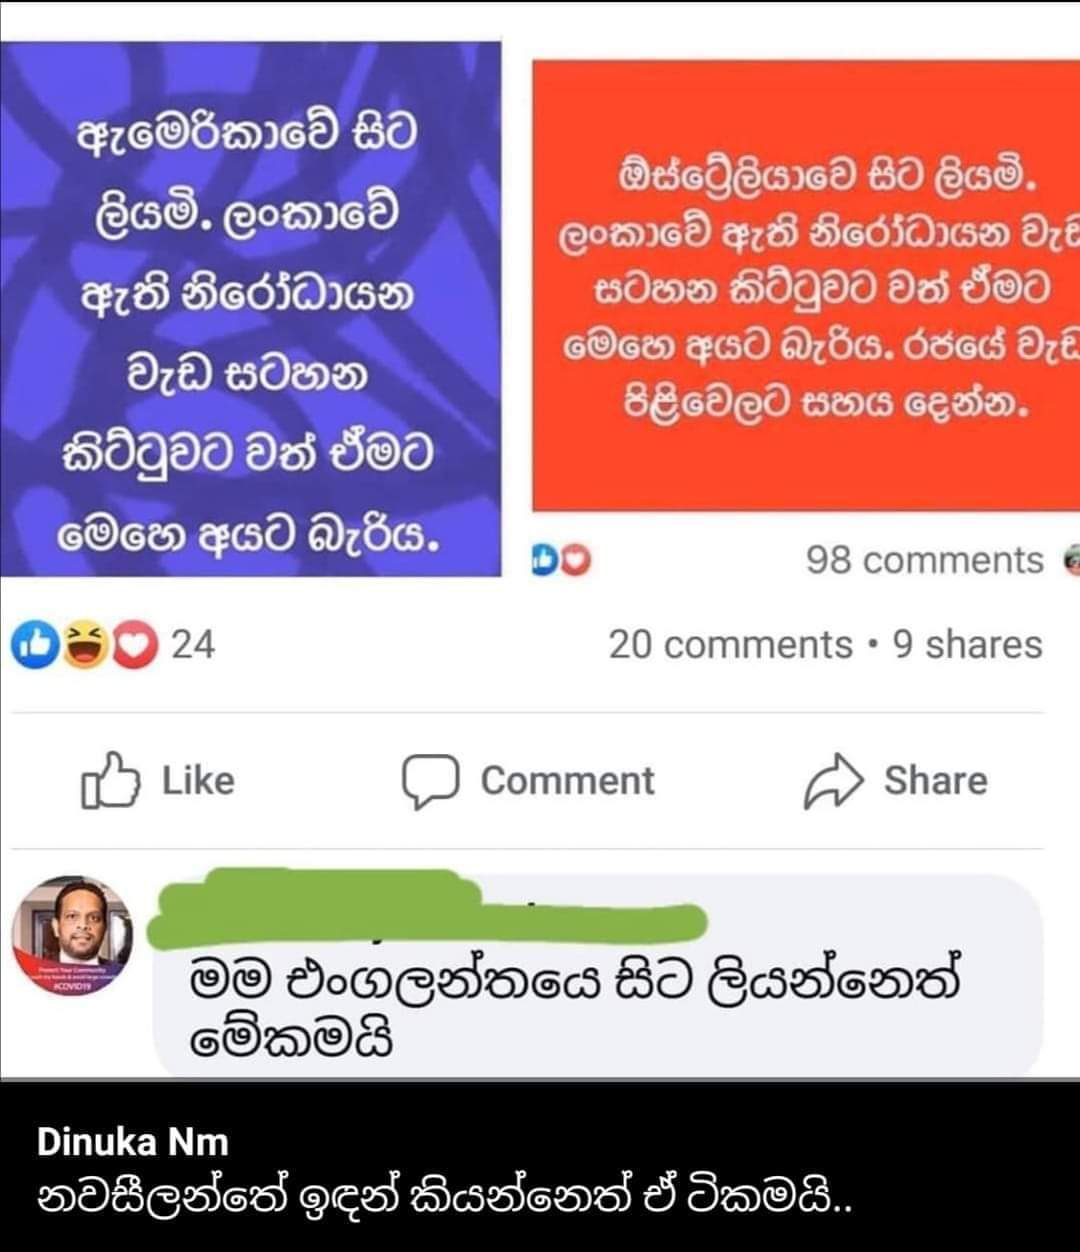 ඇමෙරිකාවේ සිට
ලියමි. ලංකාවේ
ඇති නිරෝධායන
වැඩ සටහන
කිට්ටුවට වත් ඒමට
මෙහෙ අයට බැරිය.
ඕස්ට්‍රේලියාවෙ සිට ලියමි.
ලංකාවේ ඇති නිරෝධායන වැඩ
සටහන කිට්ටුවට වත් ඒමට
මෙහෙ අයට බැරිය. රජයේ වැඩ
පිළිවෙලට සහය දෙන්න.
98 comments
24
20 comments • 9 shares
Like
Comment
Share
මම එංගලන්තයෙ සිට ලියන්නෙත්
මේකමයි
Dinuka Nm
නවසීලන්තේ ඉඳන් කියන්නෙත් ඒ ටිකමයි..